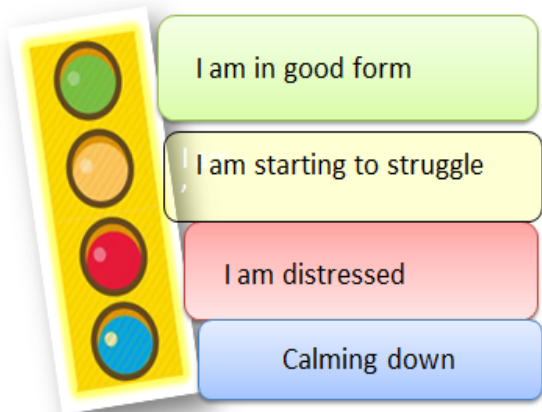 I am in good form
I am starting to struggle
I am distressed
Calming down